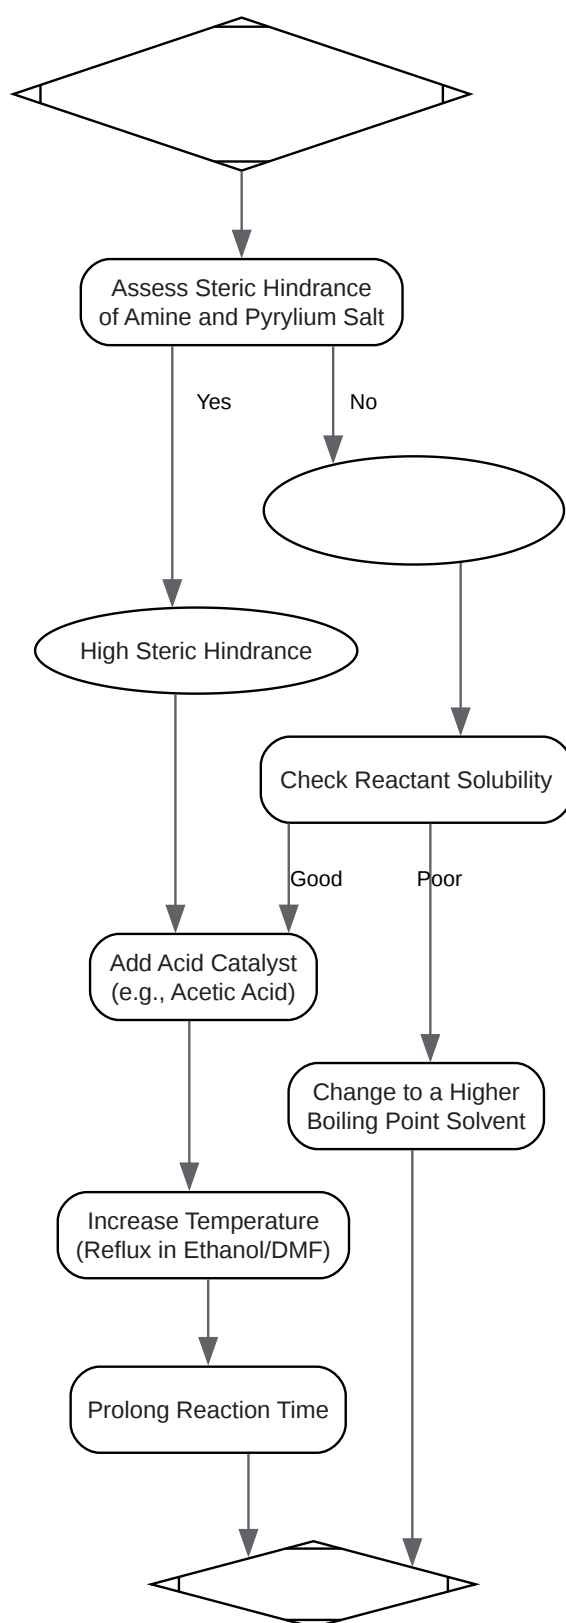 Assess Steric Hindrance
of Amine and Pyrylium Salt
Yes
No
High Steric Hindrance
Check Reactant Solubility
Good
Poor
Add Acid Catalyst
(e.g., Acetic Acid)
Change to a Higher
Boiling Point Solvent
Increase Temperature
(Reflux in Ethanol/DMF)
Prolong Reaction Time